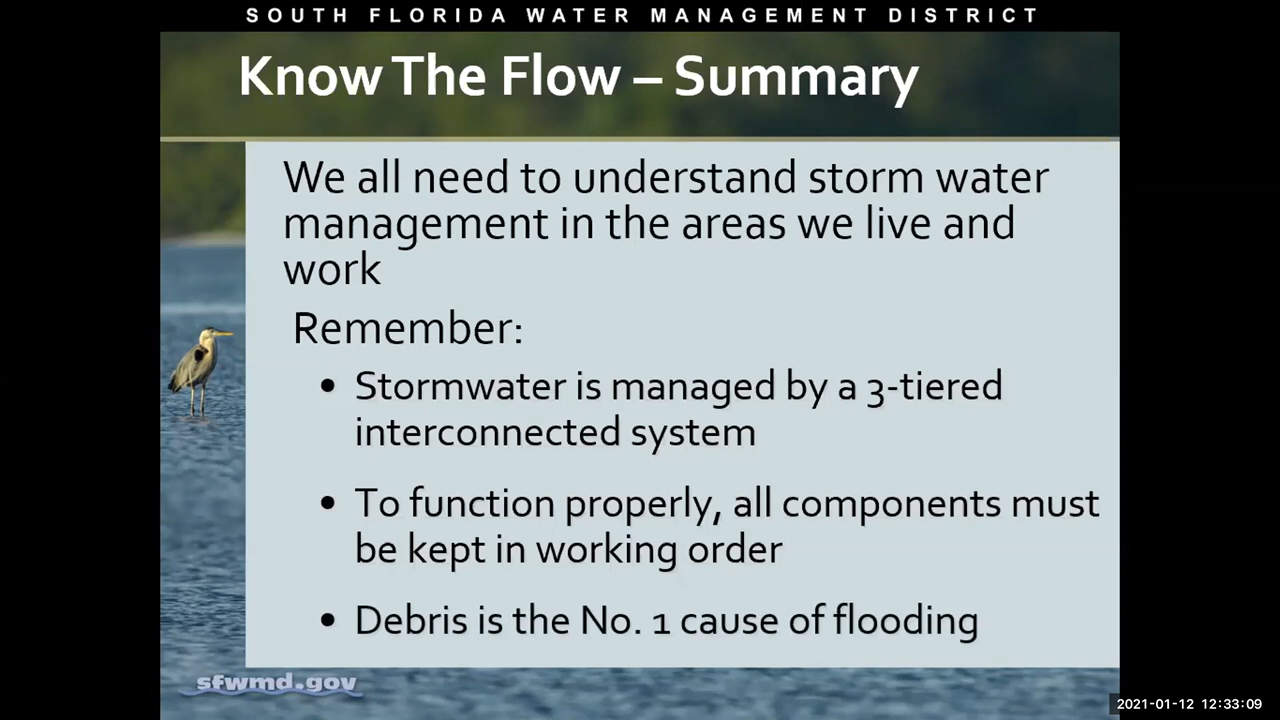 SOUTH FLORIDA WATER MANAGEMENT DISTRICT
Know The Flow – Summary
We all need to understand storm water
management in the areas we live and
work
Remember:
• Stormwater is managed by a 3-tiered
interconnected system
• To function properly, all components must
be kept in working order
• Debris is the No. 1 cause of flooding
sfwmd.gov
2021-01-12 12:33:09